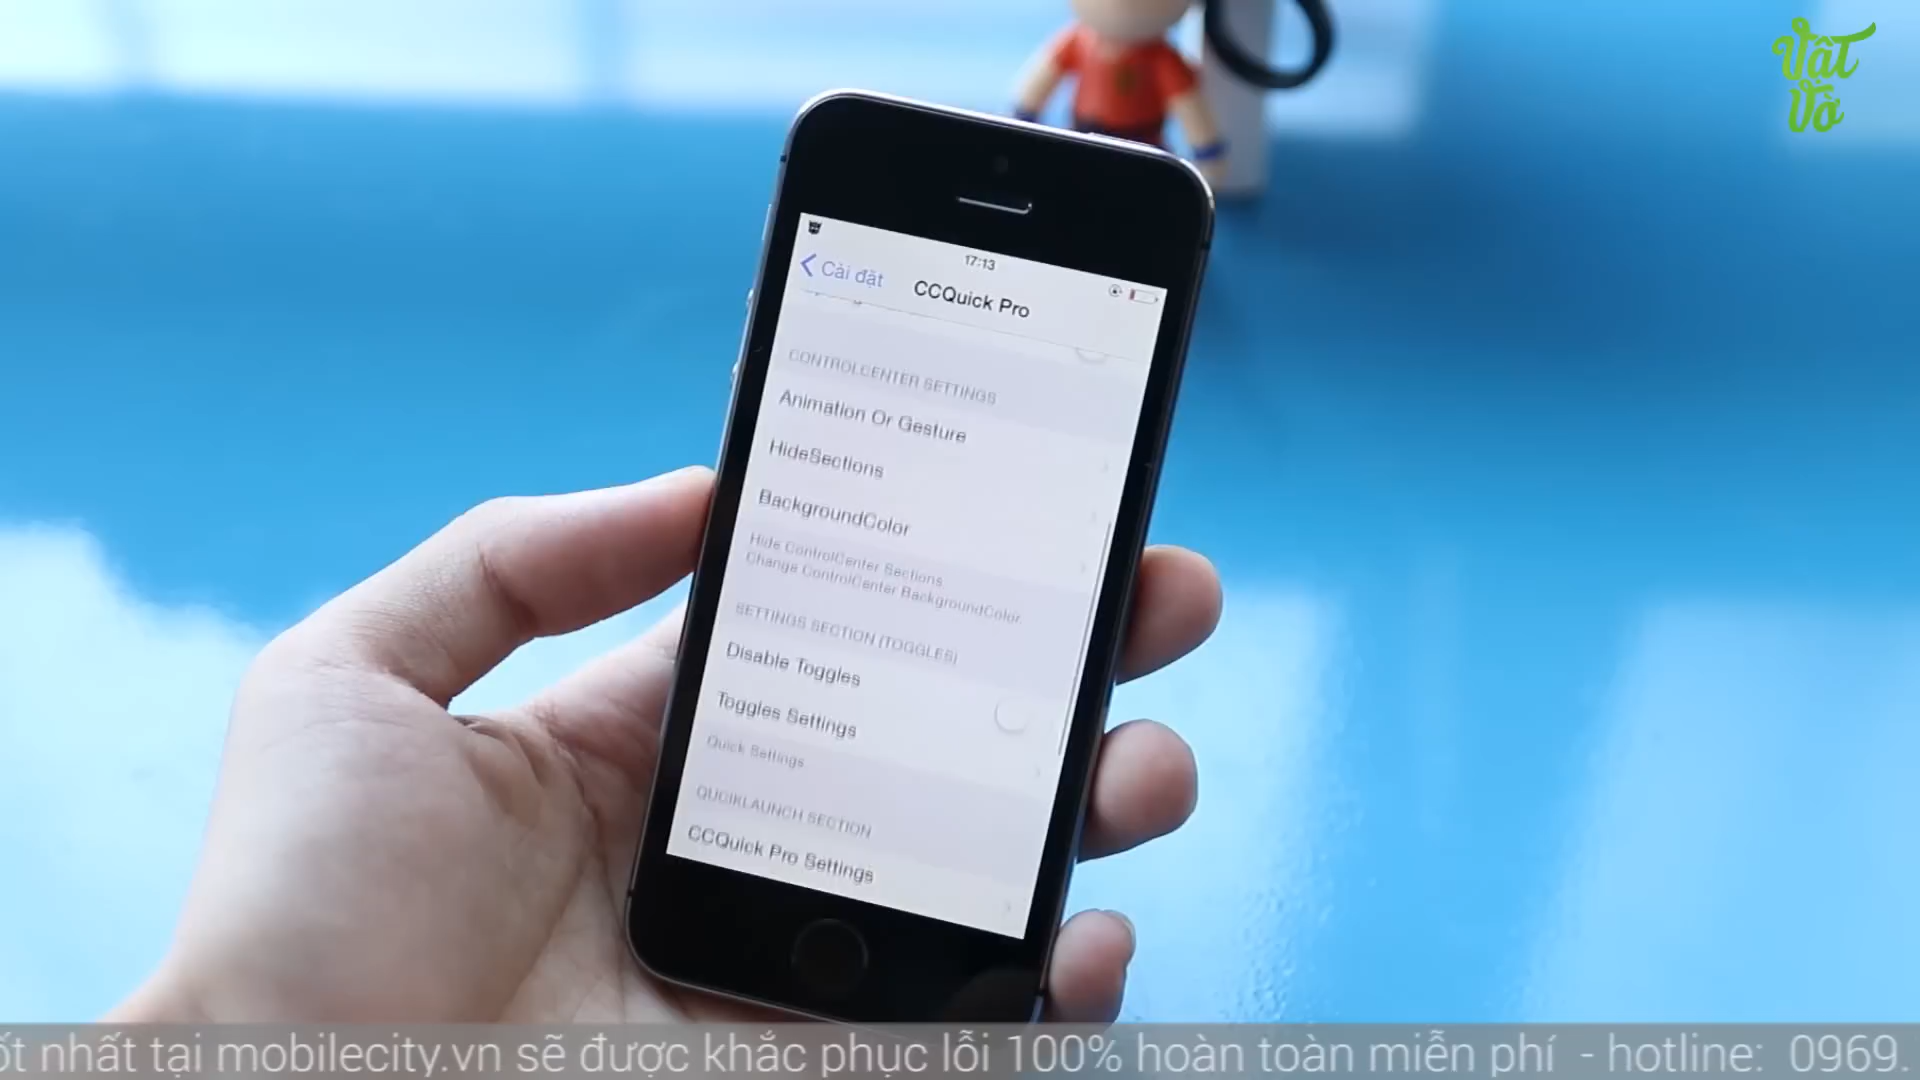 Vật
Vờ
17:13
Cài đặt
CCQuick Pro
CONTROLCENTER SETTINGS
Animation Or Gesture
HideSections
BackgroundColor
Hide ControlCenter Sections
Change ControlCenter BackgroundColor
SETTINGS SECTION (TOGGLES)
Disable Toggles
Toggles Settings
Quick Settings
QUCIKLAUNCH SECTION
CCQuick Pro Settings
ốt nhất tại mobilecity.vn sẽ được khắc phục lỗi 100% hoàn toàn miễn phí - hotline: 0969.